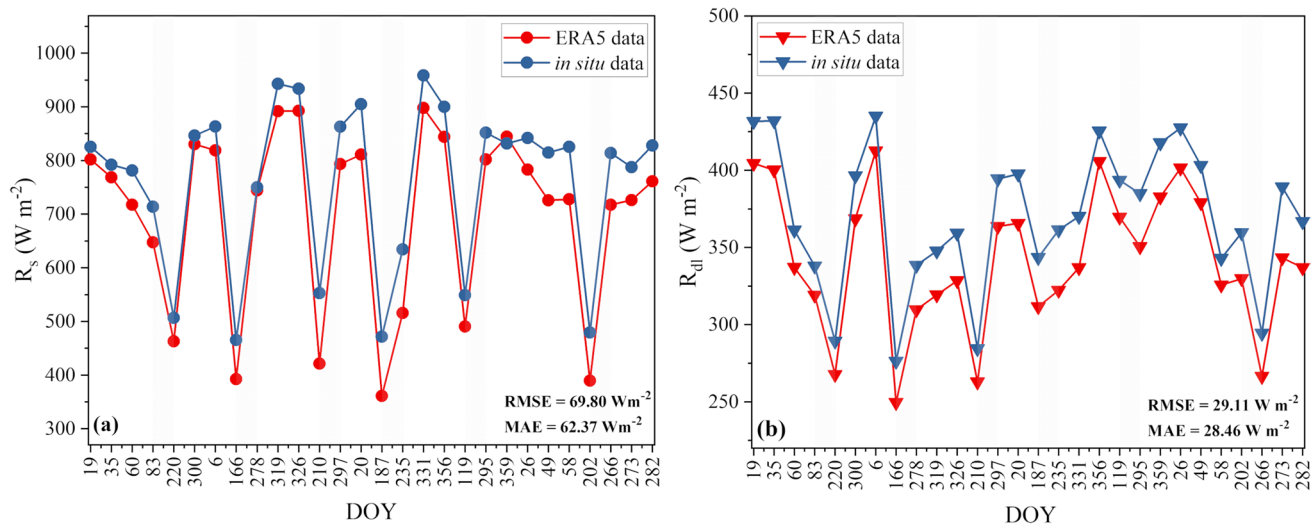 ERA5 data
in situ data
1000
900
800
700
600
500
400
300
Rs (W m-2)
RMSE = 69.80 Wm-2
MAE = 62.37 Wm-2
(a)
19 35 60 83 220 300 6 166 278 319 326 210 297 20 187 235 331 356 119 295 359 26 49 58 202 266 273 282
DOY
500
450
400
350
300
250
Rdl (W m-2)
ERA5 data
in situ data
RMSE = 29.11 W m-2
MAE = 28.46 W m-2
(b)
19 35 60 83 220 300 6 166 278 319 326 210 297 20 187 235 331 356 119 295 359 26 49 58 202 266 273 282
DOY